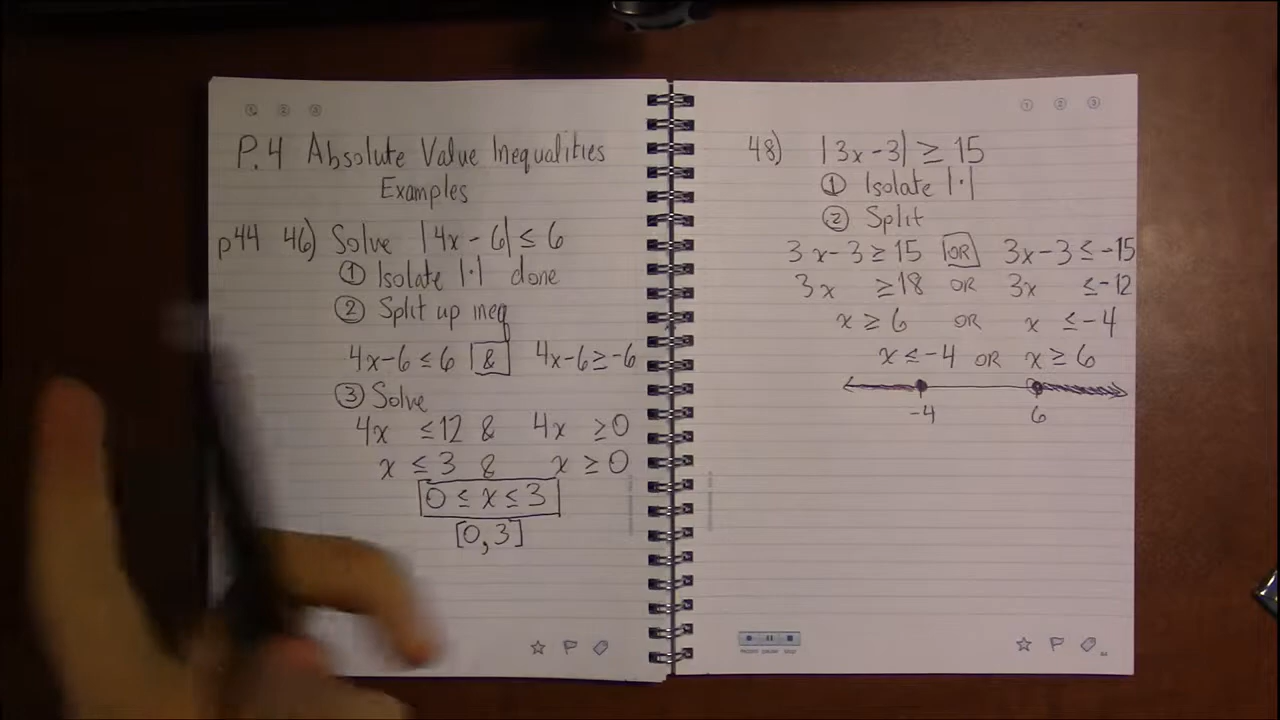 P.4 Absolute Value Inequalities
Examples
p44 46) Solve |4x - 6| ≤ 6
① Isolate |·| done
② Split up ineq
4x-6 ≤ 6 & 4x-6 ≥ -6
③ Solve
4x ≤ 12 & 4x ≥ 0
x ≤ 3 & x ≥ 0
0 ≤ x ≤ 3
[0,3]
① ② ③
48) |3x-3| ≥ 15
① Isolate |·|
② Split
3x-3 ≥ 15 OR 3x-3 ≤ -15
3x ≥ 18 OR 3x ≤ -12
x ≥ 6 OR x ≤ -4
x ≤ -4 OR x ≥ 6
-4 6